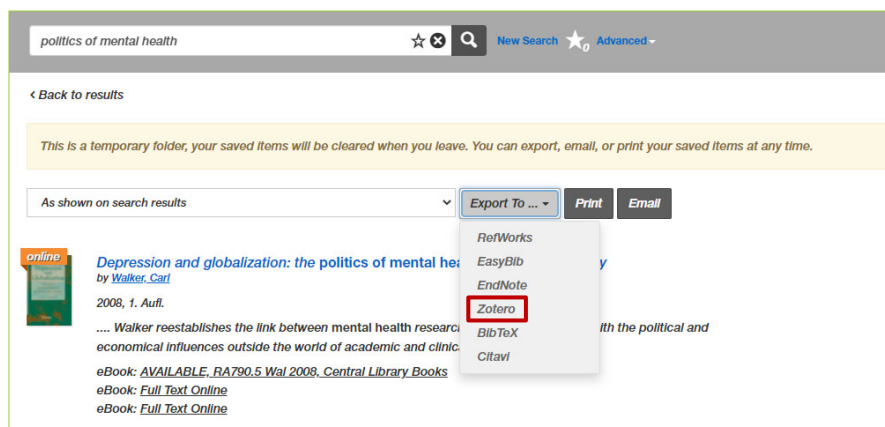 politics of mental health
New Search 0 Advanced
< Back to results
This is a temporary folder, your saved items will be cleared when you leave. You can export, email, or print your saved items at any time.
As shown on search results Export To ... Print Email
RefWorks
EasyBib
EndNote
Zotero
BibTeX
Citavi
online
Depression and globalization: the politics of mental hea y
by Walker, Carl
2008, 1. Aufl.
.... Walker reestablishes the link between mental health researc ith the political and
economical influences outside the world of academic and clinic
eBook: AVAILABLE, RA790.5 Wal 2008, Central Library Books
eBook: Full Text Online
eBook: Full Text Online